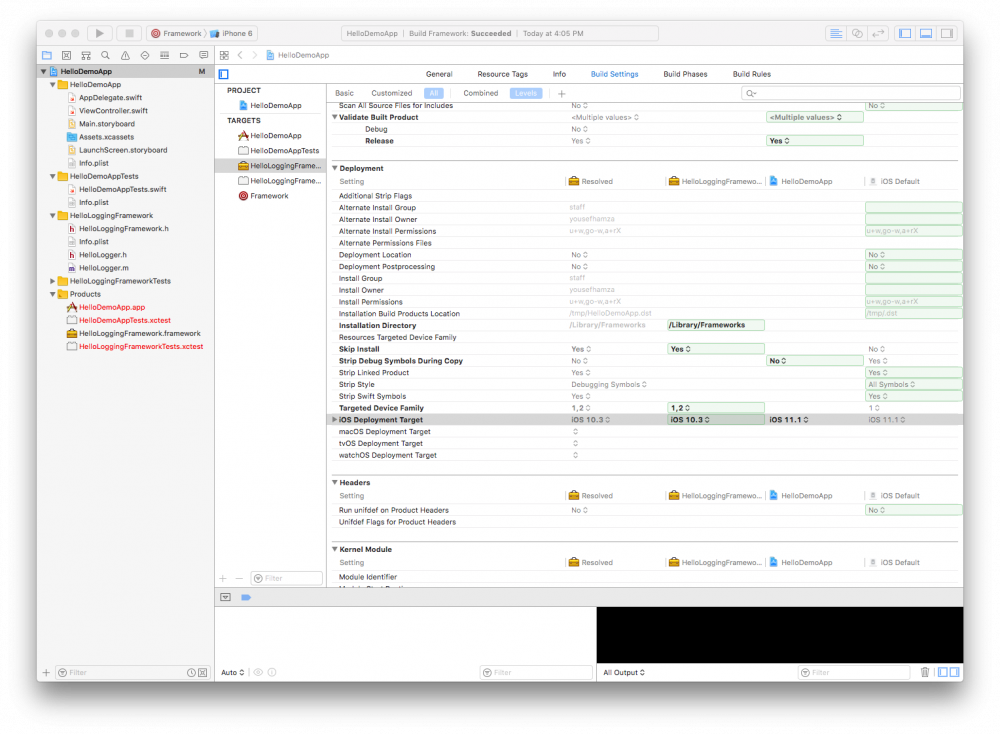 Framework 〉 iPhone 6
HelloDemoApp | Build Framework: Succeeded | Today at 4:05 PM
HelloDemoApp M
HelloDemoApp
AppDelegate.swift
ViewController.swift
Main.storyboard
Assets.xcassets
LaunchScreen.storyboard
Info.plist
HelloDemoAppTests
HelloDemoAppTests.swift
Info.plist
HelloLoggingFramework
HelloLoggingFramework.h
Info.plist
HelloLogger.h
HelloLogger.m
HelloLoggingFrameworkTests
Products
HelloDemoApp.app
HelloDemoAppTests.xctest
HelloLoggingFramework.framework
HelloLoggingFrameworkTests.xctest
Filter
HelloDemoApp
General Resource Tags Info Build Settings Build Phases Build Rules
PROJECT
HelloDemoApp
TARGETS
HelloDemoApp
HelloDemoAppTests
HelloLoggingFrame...
HelloLoggingFrame...
Framework
Filter
Basic Customized All Combined Levels
Scan All Source Files for Includes No No
Validate Built Product <Multiple values> <Multiple values>
Debug No
Release Yes Yes
Deployment
Setting Resolved HelloLoggingFramewo... HelloDemoApp iOS Default
Additional Strip Flags
Alternate Install Group staff
Alternate Install Owner yousefhamza
Alternate Install Permissions u+w,go-w,a+rX u+w,go-w,a+rX
Alternate Permissions Files
Deployment Location No No
Deployment Postprocessing No No
Install Group staff
Install Owner yousefhamza
Install Permissions u+w,go-w,a+rX u+w,go-w,a+rX
Installation Build Products Location /tmp/HelloDemoApp.dst /tmp/.dst
Installation Directory /Library/Frameworks /Library/Frameworks
Resources Targeted Device Family
Skip Install Yes Yes No
Strip Debug Symbols During Copy No No Yes
Strip Linked Product Yes Yes
Strip Style Debugging Symbols All Symbols
Strip Swift Symbols Yes Yes
Targeted Device Family 1,2 1,2 1
iOS Deployment Target iOS 10.3 iOS 10.3 iOS 11.1 iOS 11.1
macOS Deployment Target
tvOS Deployment Target
watchOS Deployment Target
Headers
Setting Resolved HelloLoggingFramewo... HelloDemoApp iOS Default
Run unifdef on Product Headers No No
Unifdef Flags for Product Headers
Kernel Module
Setting Resolved HelloLoggingFramewo... HelloDemoApp iOS Default
Module Identifier
Auto Filter All Output Filter